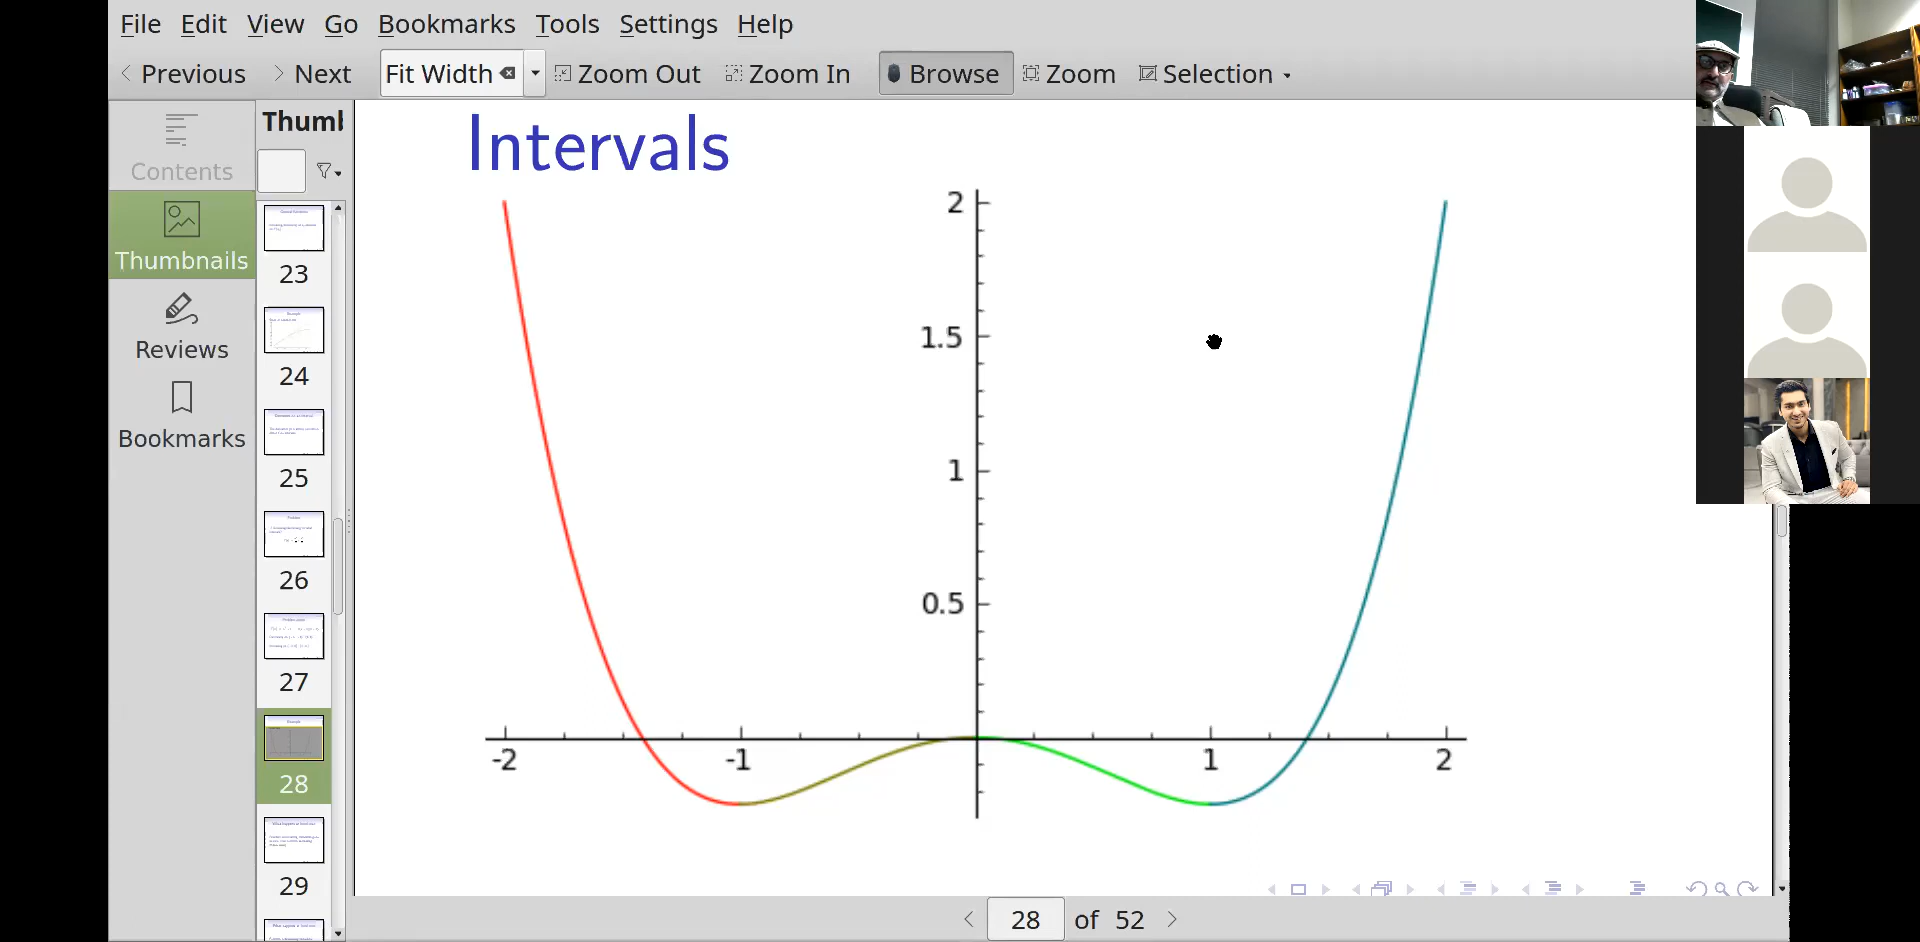 File Edit View Go Bookmarks Tools Settings Help
Previous Next Fit Width Zoom Out Zoom In Browse Zoom Selection
Contents
Thumbnails
Reviews
Bookmarks
Thuml
23
24
25
26
27
28
29
Intervals
2
1.5
1
0.5
-2 -1 1 2
28 of 52